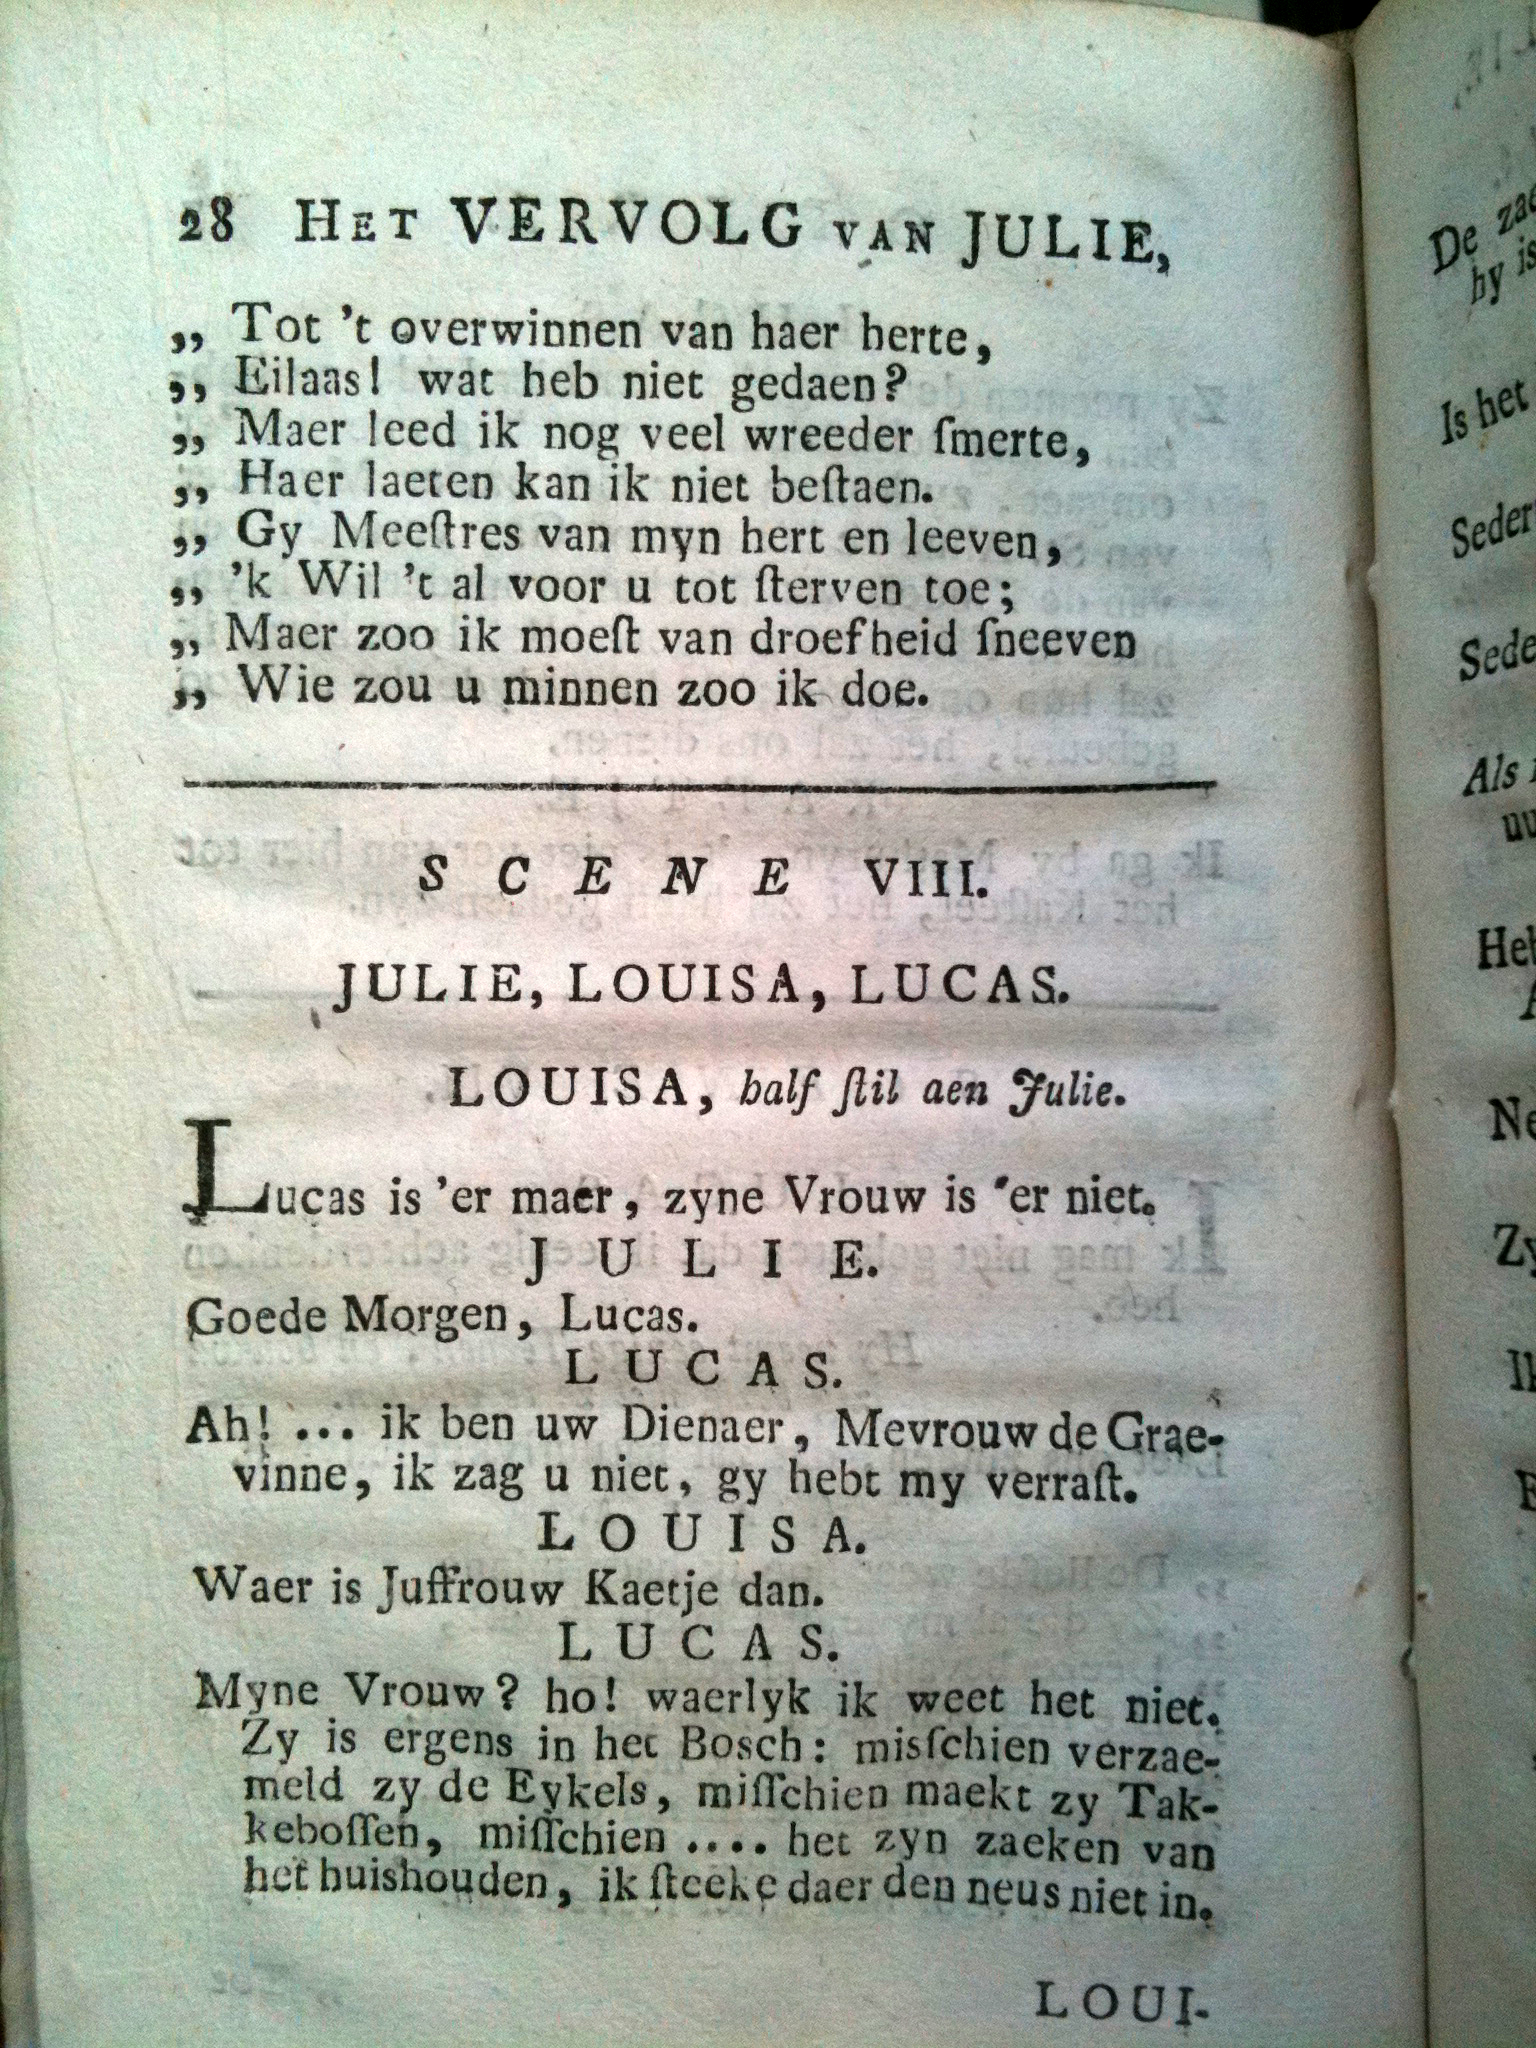 28 HET VERVOLG VAN JULIE,
„ Tot 't overwinnen van haer herte,
„ Eilaas! wat heb niet gedaen?
„ Maer leed ik nog veel wreeder ſmerte,
„ Haer laeten kan ik niet beſtaen.
„ Gy Meeſtres van myn hert en leeven,
„ 'k Wil 't al voor u tot ſterven toe;
„ Maer zoo ik moeſt van droefheid ſneeven
„ Wie zou u minnen zoo ik doe.
SCENE VIII.
JULIE, LOUISA, LUCAS.
LOUISA, half ſtil aen Julie.
Lucas is 'er maer, zyne Vrouw is 'er niet.
JULIE.
Goede Morgen, Lucas.
LUCAS.
Ah! ... ik ben uw Dienaer, Mevrouw de Grae-
vinne, ik zag u niet, gy hebt my verraſt.
LOUISA.
Waer is Juffrouw Kaetje dan.
LUCAS.
Myne Vrouw? ho! waerlyk ik weet het niet.
Zy is ergens in het Bosch: misſchien verzae-
meld zy de Eykels, miſſchien maekt zy Tak-
keboſſen, miſſchien .... het zyn zaeken van
het huishouden, ik ſteeke daer den neus niet in.
LOUI-
De
by is
Is het
Als